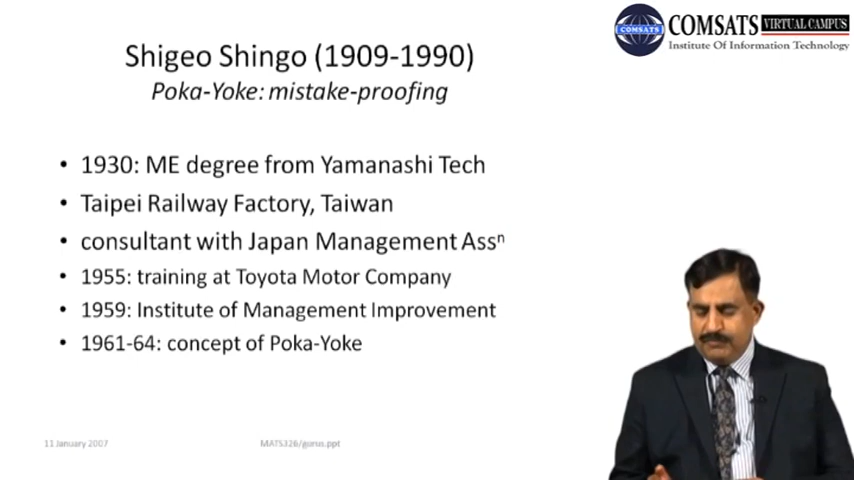 COMSATS
COMSATS VIRTUAL CAMPUS
Institute Of Information Technology
Shigeo Shingo (1909-1990)
Poka-Yoke: mistake-proofing
• 1930: ME degree from Yamanashi Tech
• Taipei Railway Factory, Taiwan
• consultant with Japan Management Assⁿ
• 1955: training at Toyota Motor Company
• 1959: Institute of Management Improvement
• 1961-64: concept of Poka-Yoke
11 January 2007
MATS326/gurus.ppt